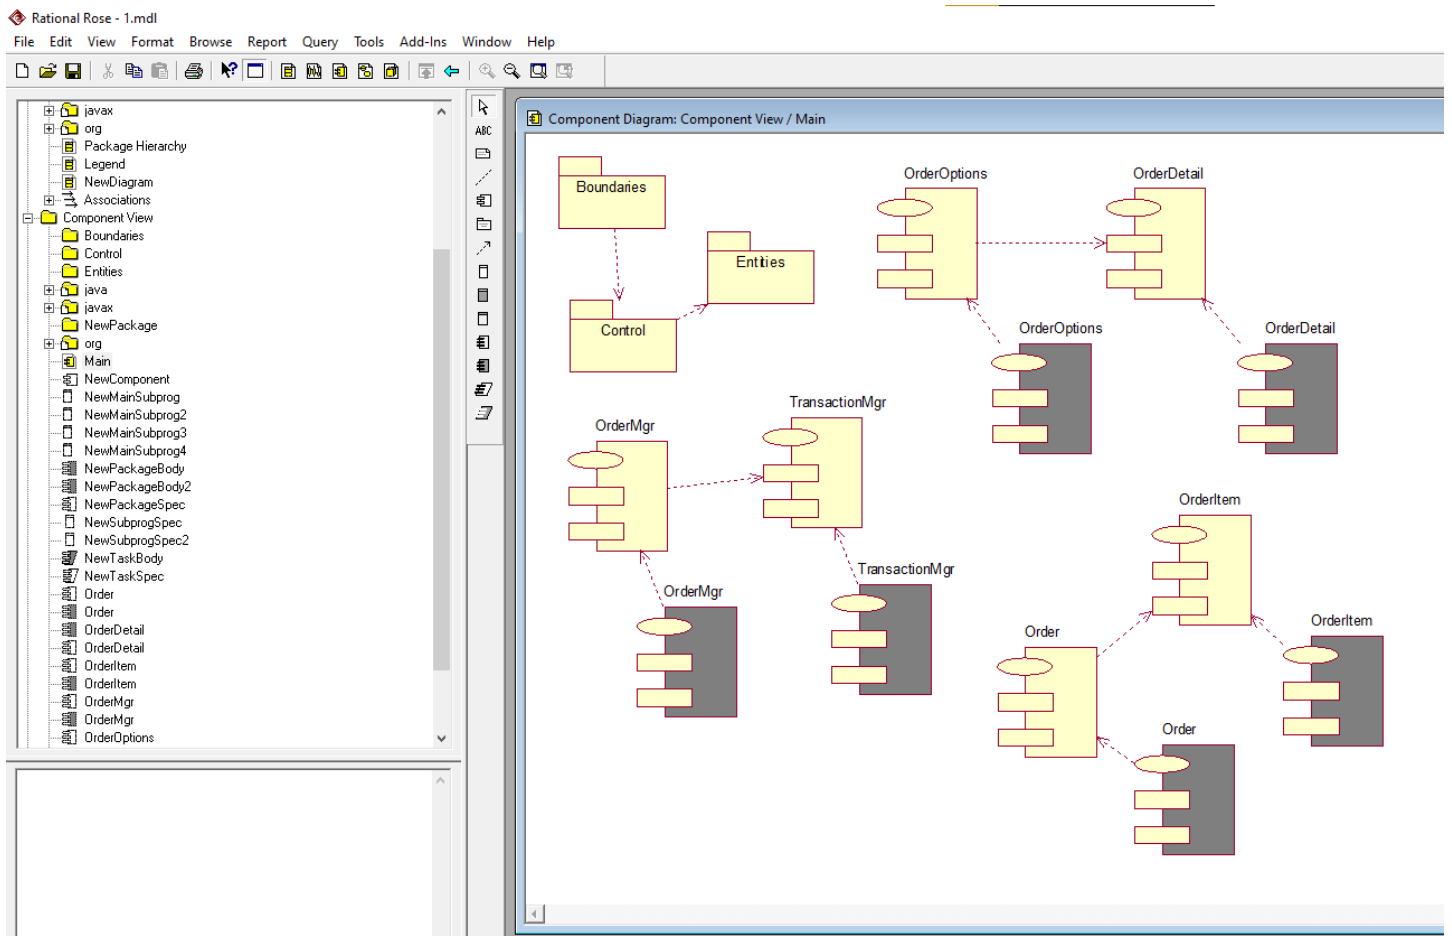 Rational Rose - 1.mdl
File Edit View Format Browse Report Query Tools Add-Ins Window Help
javax
org
Package Hierarchy
Legend
NewDiagram
Associations
Component View
Boundaries
Control
Entities
java
javax
NewPackage
org
Main
NewComponent
NewMainSubprog
NewMainSubprog2
NewMainSubprog3
NewMainSubprog4
NewPackageBody
NewPackageBody2
NewPackageSpec
NewSubprogSpec
NewSubprogSpec2
NewTaskBody
NewTaskSpec
Order
Order
OrderDetail
OrderDetail
OrderItem
OrderItem
OrderMgr
OrderMgr
OrderOptions
ABC
Component Diagram: Component View / Main
Boundaries
Entities
Control
OrderOptions
OrderDetail
OrderOptions
OrderDetail
OrderMgr
TransactionMgr
OrderMgr
TransactionMgr
OrderItem
Order
OrderItem
Order